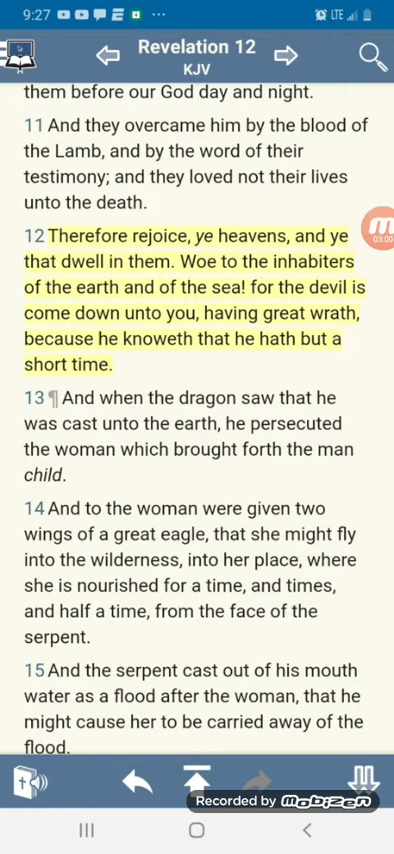 9:27
LTE
Revelation 12
KJV
them before our God day and night.
11 And they overcame him by the blood of
the Lamb, and by the word of their
testimony; and they loved not their lives
unto the death.
12 Therefore rejoice, ye heavens, and ye
that dwell in them. Woe to the inhabiters
of the earth and of the sea! for the devil is
come down unto you, having great wrath,
because he knoweth that he hath but a
short time.
03:00
13 ¶ And when the dragon saw that he
was cast unto the earth, he persecuted
the woman which brought forth the man
child.
14 And to the woman were given two
wings of a great eagle, that she might fly
into the wilderness, into her place, where
she is nourished for a time, and times,
and half a time, from the face of the
serpent.
15 And the serpent cast out of his mouth
water as a flood after the woman, that he
might cause her to be carried away of the
flood.
Recorded by mobizen